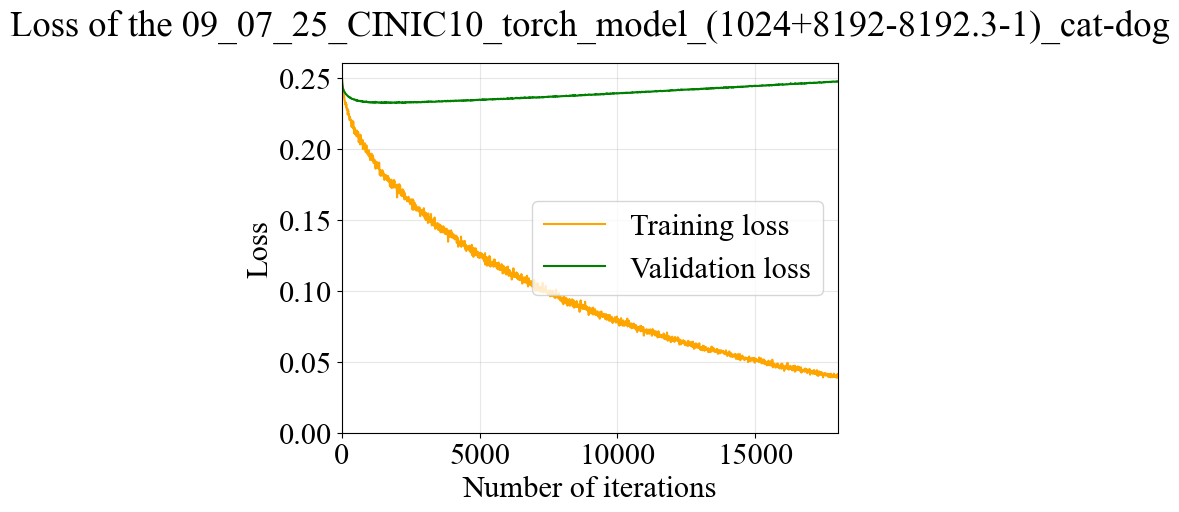 Loss of the 09_07_25_CINIC10_torch_model_(1024+8192-8192.3-1)_cat-dog
0.25
0.20
0.15
0.10
0.05
0.00
Loss
Training loss
Validation loss
0 5000 10000 15000
Number of iterations